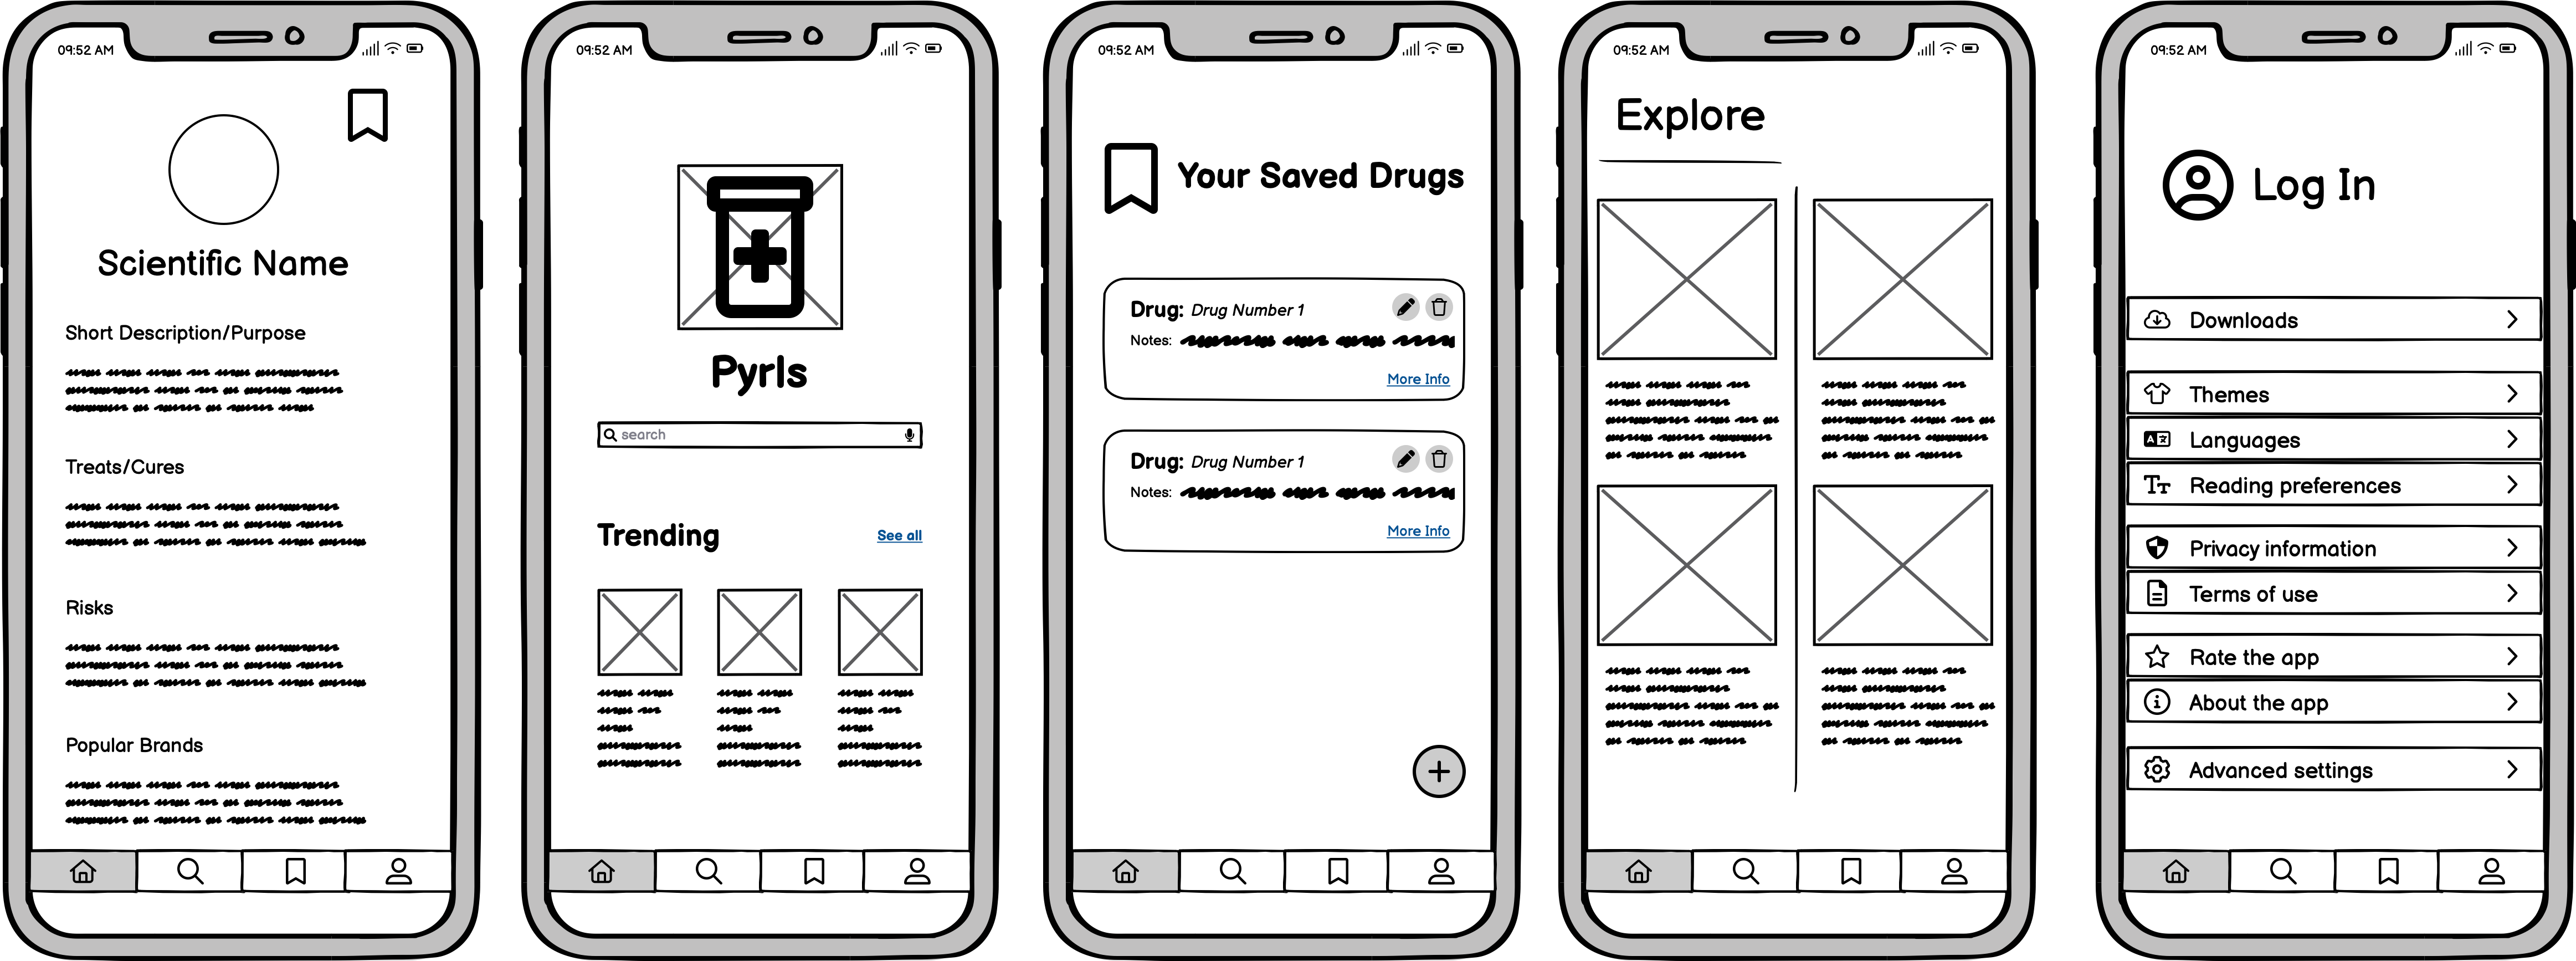 09:52 AM
Scientific Name
Short Description/Purpose
Treats/Cures
Risks
Popular Brands
09:52 AM
Pyrls
search
Trending
See all
09:52 AM
Your Saved Drugs
Drug: Drug Number 1
Notes:
More Info
Drug: Drug Number 1
Notes:
More Info
09:52 AM
Explore
09:52 AM
Log In
Downloads
Themes
Languages
Reading preferences
Privacy information
Terms of use
Rate the app
About the app
Advanced settings